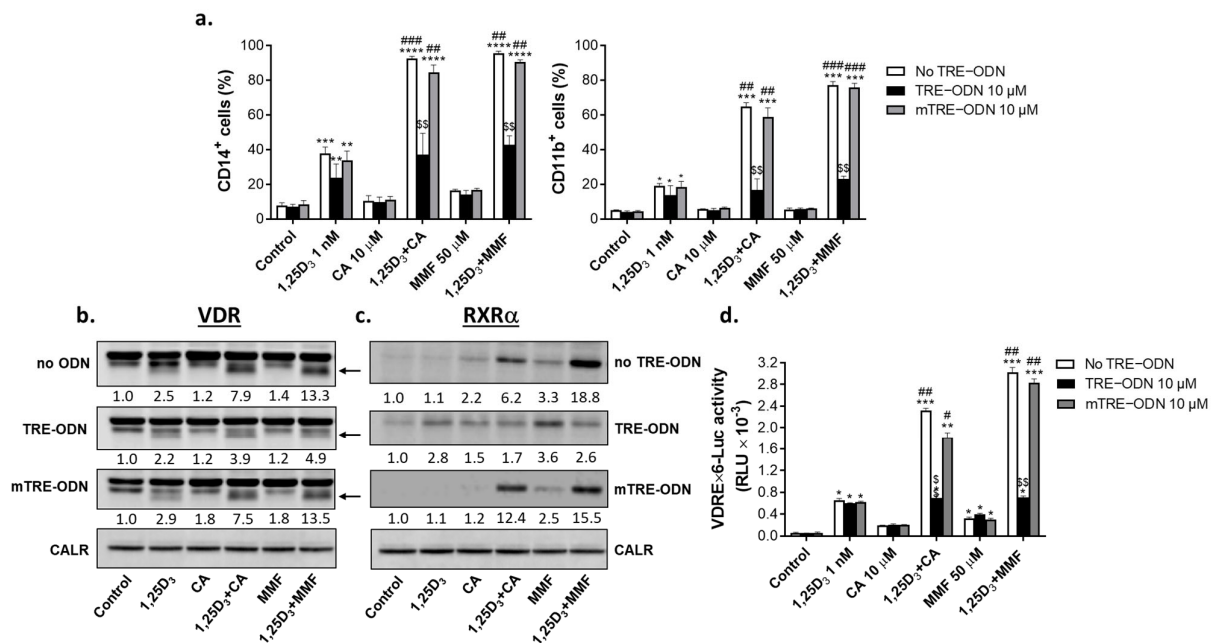 a.
CD14⁺ cells (%)
100
80
60
40
20
0
***
**
**
###
****
##
****
$$
##
****
##
****
$$
Control
1,25D₃ 1 nM
CA 10 μM
1,25D₃+CA
MMF 50 μM
1,25D₃+MMF
CD11b⁺ cells (%)
100
80
60
40
20
0
*
*
*
##
***
##
***
$$
###
***
###
***
$$
Control
1,25D₃ 1 nM
CA 10 μM
1,25D₃+CA
MMF 50 μM
1,25D₃+MMF
No TRE−ODN
TRE−ODN 10 μM
mTRE−ODN 10 μM
b.
VDR
no ODN
1.0 2.5 1.2 7.9 1.4 13.3
TRE-ODN
1.0 2.2 1.2 3.9 1.2 4.9
mTRE-ODN
1.0 2.9 1.8 7.5 1.8 13.5
CALR
Control
1,25D₃
CA
1,25D₃+CA
MMF
1,25D₃+MMF
c.
RXRα
no TRE-ODN
1.0 1.1 2.2 6.2 3.3 18.8
TRE-ODN
1.0 2.8 1.5 1.7 3.6 2.6
mTRE-ODN
1.0 1.1 1.2 12.4 2.5 15.5
CALR
Control
1,25D₃
CA
1,25D₃+CA
MMF
1,25D₃+MMF
d.
VDRE×6-Luc activity
(RLU × 10⁻³)
3.2
2.8
2.4
2.0
1.6
1.2
0.8
0.4
0.0
*
*
*
##
***
#
**
$
*
*
*
*
##
***
##
***
$$
*
Control
1,25D₃ 1 nM
CA 10 μM
1,25D₃+CA
MMF 50 μM
1,25D₃+MMF
No TRE−ODN
TRE−ODN 10 μM
mTRE−ODN 10 μM